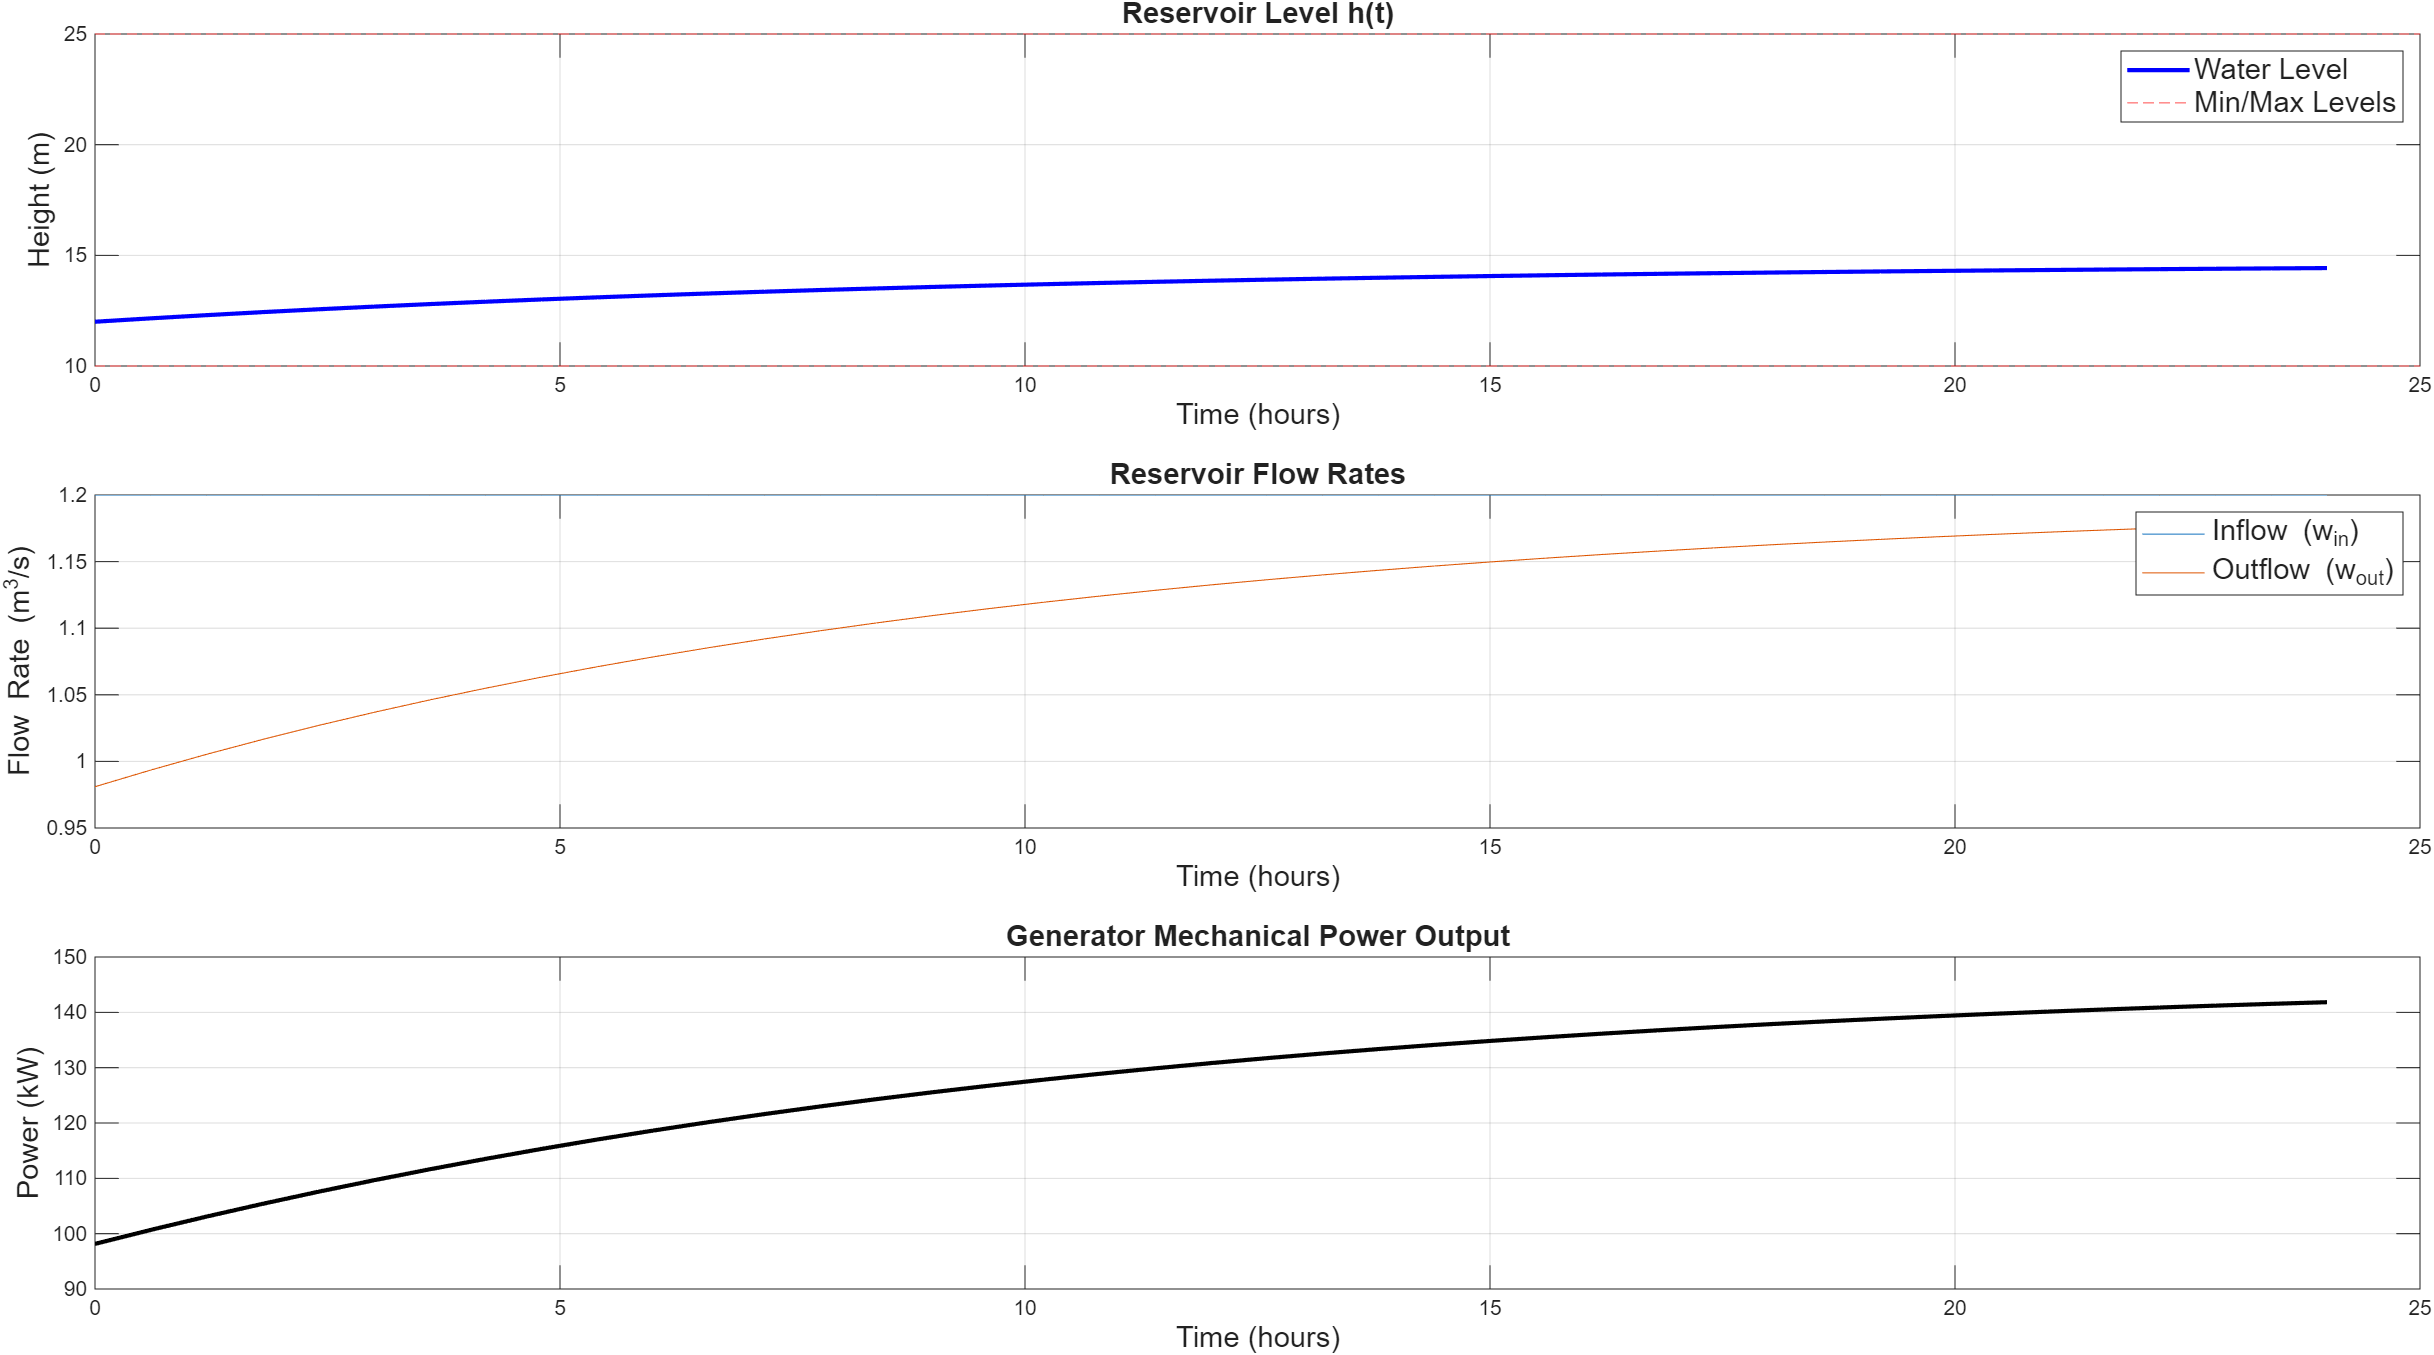 Reservoir Level h(t)
Height (m)
25
20
15
10
Water Level
Min/Max Levels
0 5 10 15 20 25
Time (hours)
Reservoir Flow Rates
Flow Rate (m³/s)
1.2
1.15
1.1
1.05
1
0.95
Inflow (w_in)
Outflow (w_out)
0 5 10 15 20 25
Time (hours)
Generator Mechanical Power Output
Power (kW)
150
140
130
120
110
100
90
0 5 10 15 20 25
Time (hours)